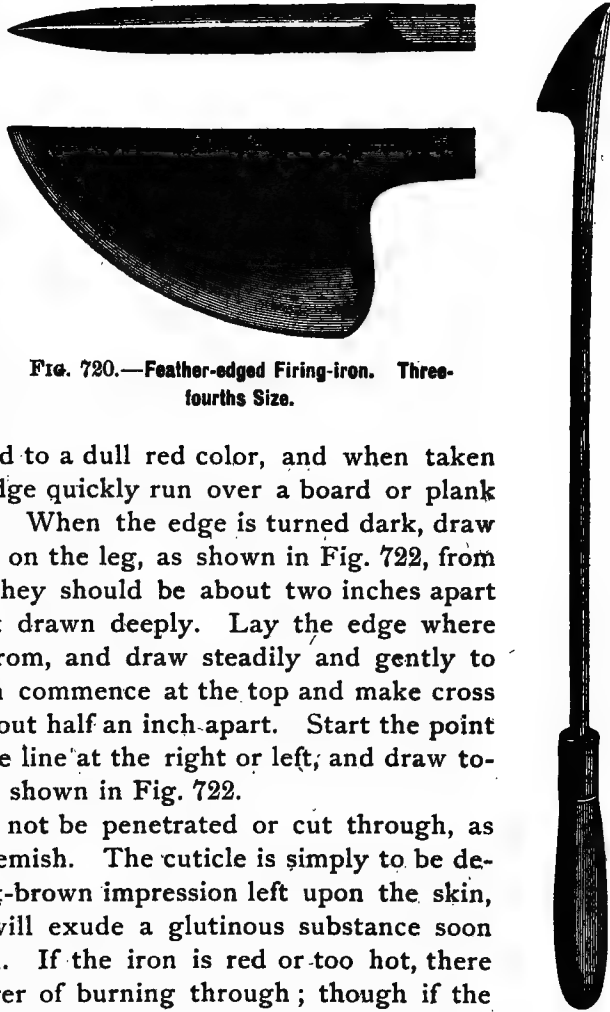 FIG. 720.—Feather-edged Firing-iron. Three-
fourths Size.
d to a dull red color, and when taken
dge quickly run over a board or plank
When the edge is turned dark, draw
on the leg, as shown in Fig. 722, from
hey should be about two inches apart
t drawn deeply. Lay the edge where
rom, and draw steadily and gently to
n commence at the top and make cross
out half an inch apart. Start the point
e line at the right or left, and draw to-
shown in Fig. 722.
not be penetrated or cut through, as
emish. The cuticle is simply to be de-
g-brown impression left upon the skin,
will exude a glutinous substance soon
. If the iron is red or too hot, there
er of burning through; though if the